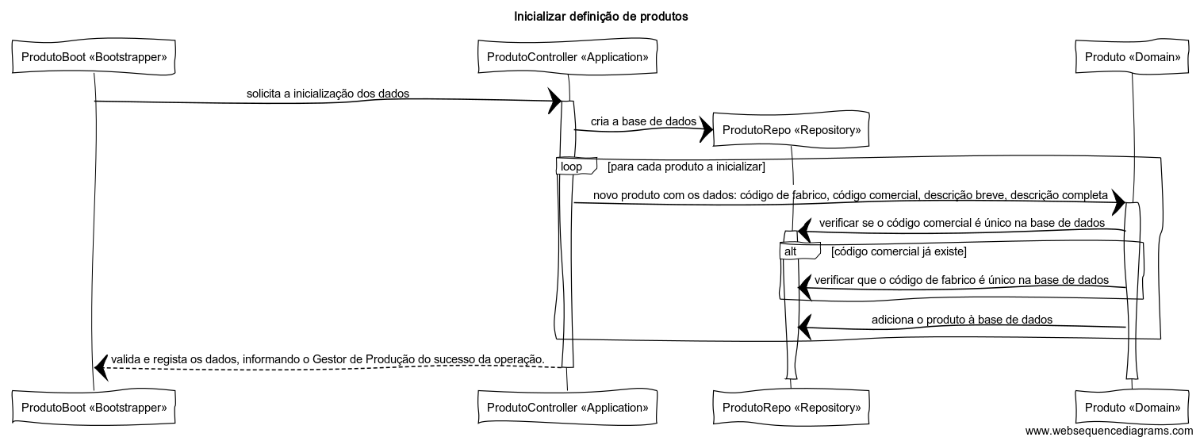 Inicializar definição de produtos
ProdutoBoot «Bootstrapper»
ProdutoController «Application»
Produto «Domain»
solicita a inicialização dos dados
cria a base de dados
ProdutoRepo «Repository»
loop
[para cada produto a inicializar]
novo produto com os dados: código de fabrico, código comercial, descrição breve, descrição completa
verificar se o código comercial é único na base de dados
alt
[código comercial já existe]
verificar que o código de fabrico é único na base de dados
adiciona o produto à base de dados
valida e regista os dados, informando o Gestor de Produção do sucesso da operação.
ProdutoBoot «Bootstrapper»
ProdutoController «Application»
ProdutoRepo «Repository»
Produto «Domain»
www.websequencediagrams.com